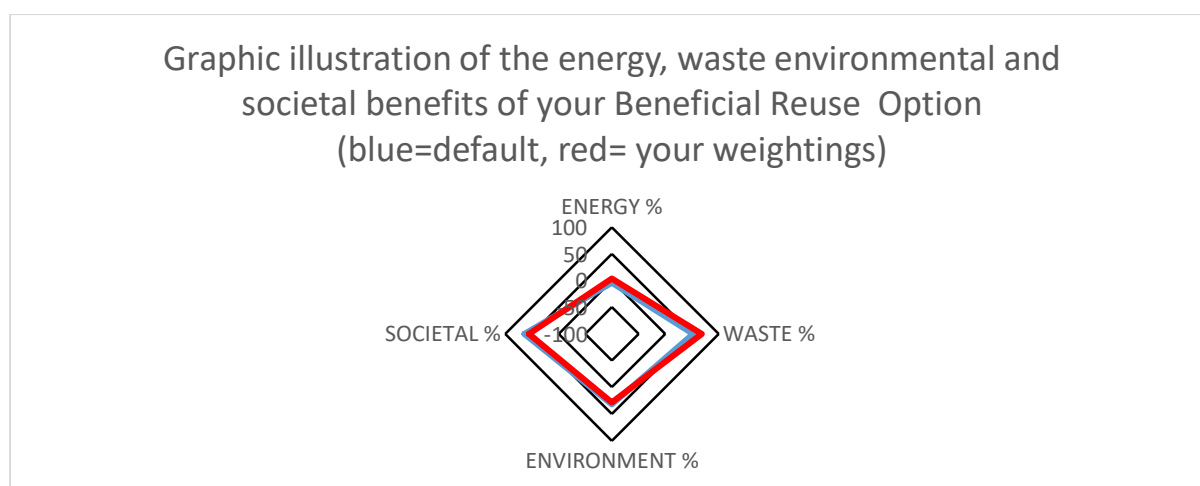 Graphic illustration of the energy, waste environmental and
societal benefits of your Beneficial Reuse  Option
(blue=default, red= your weightings)
ENERGY %
100
50
0
-50
SOCIETAL %
-100
WASTE %
ENVIRONMENT %